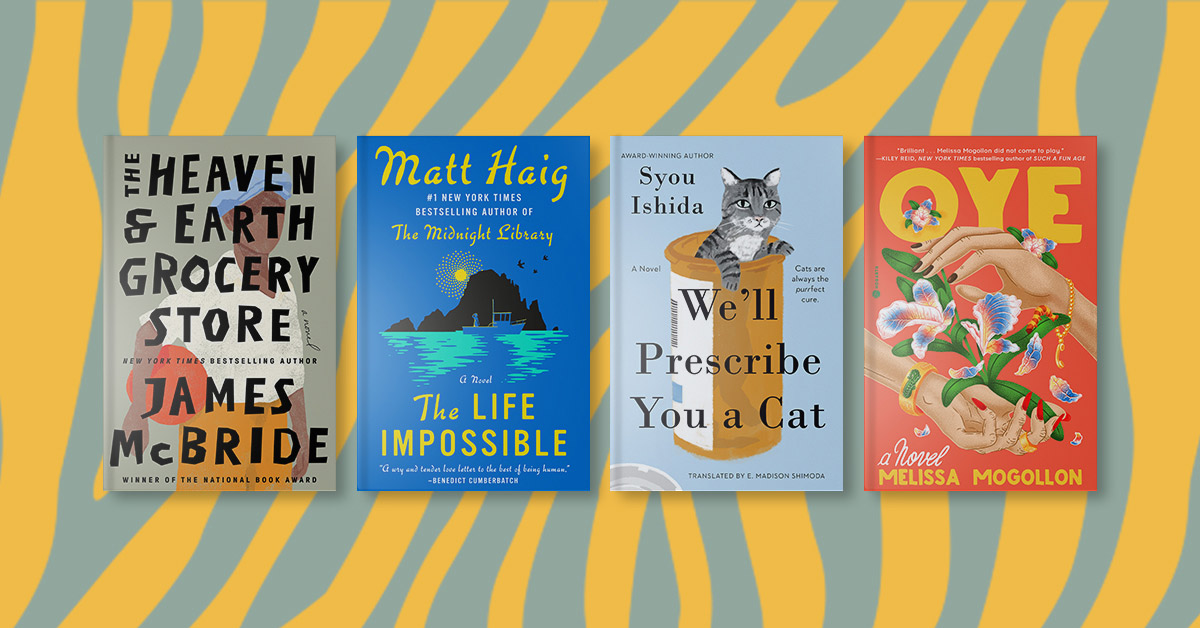 THE HEAVEN
& EARTH
GROCERY
STORE
a novel
NEW YORK TIMES BESTSELLING AUTHOR
JAMES
McBRIDE
WINNER OF THE NATIONAL BOOK AWARD
Matt Haig
#1 NEW YORK TIMES
BESTSELLING AUTHOR OF
The Midnight Library
A Novel
The LIFE
IMPOSSIBLE
"A wry and tender love letter to the best of being human."
–BENEDICT CUMBERBATCH
AWARD-WINNING AUTHOR
Syou
Ishida
A Novel
Cats are
always the
purrfect
cure.
We'll
Prescribe
You a Cat
TRANSLATED BY E. MADISON SHIMODA
"Brilliant . . . Melissa Mogollon did not come to play."
—KILEY REID, NEW YORK TIMES bestselling author of SUCH A FUN AGE
OYE
a Novel
MELISSA MOGOLLON